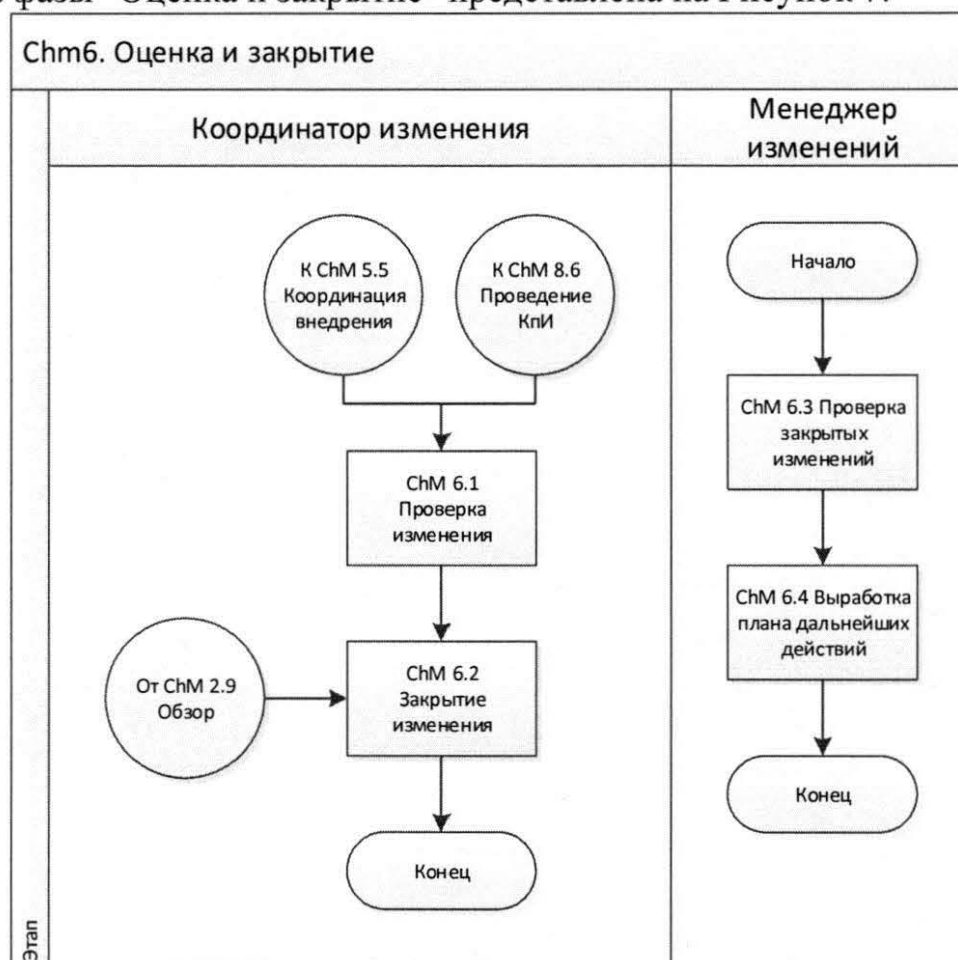 фазы "Оценка и закрытие" представлена на Рисунок 7.
Chm6. Оценка и закрытие
Координатор изменения
Менеджер
изменений
К ChM 5.5
Координация
внедрения
К ChM 8.6
Проведение
КпИ
Начало
ChM 6.1
Проверка
изменения
ChM 6.3 Проверка
закрытых
изменений
От ChM 2.9
Обзор
ChM 6.2
Закрытие
изменения
ChM 6.4 Выработка
плана дальнейших
действий
Конец
Конец
Этап